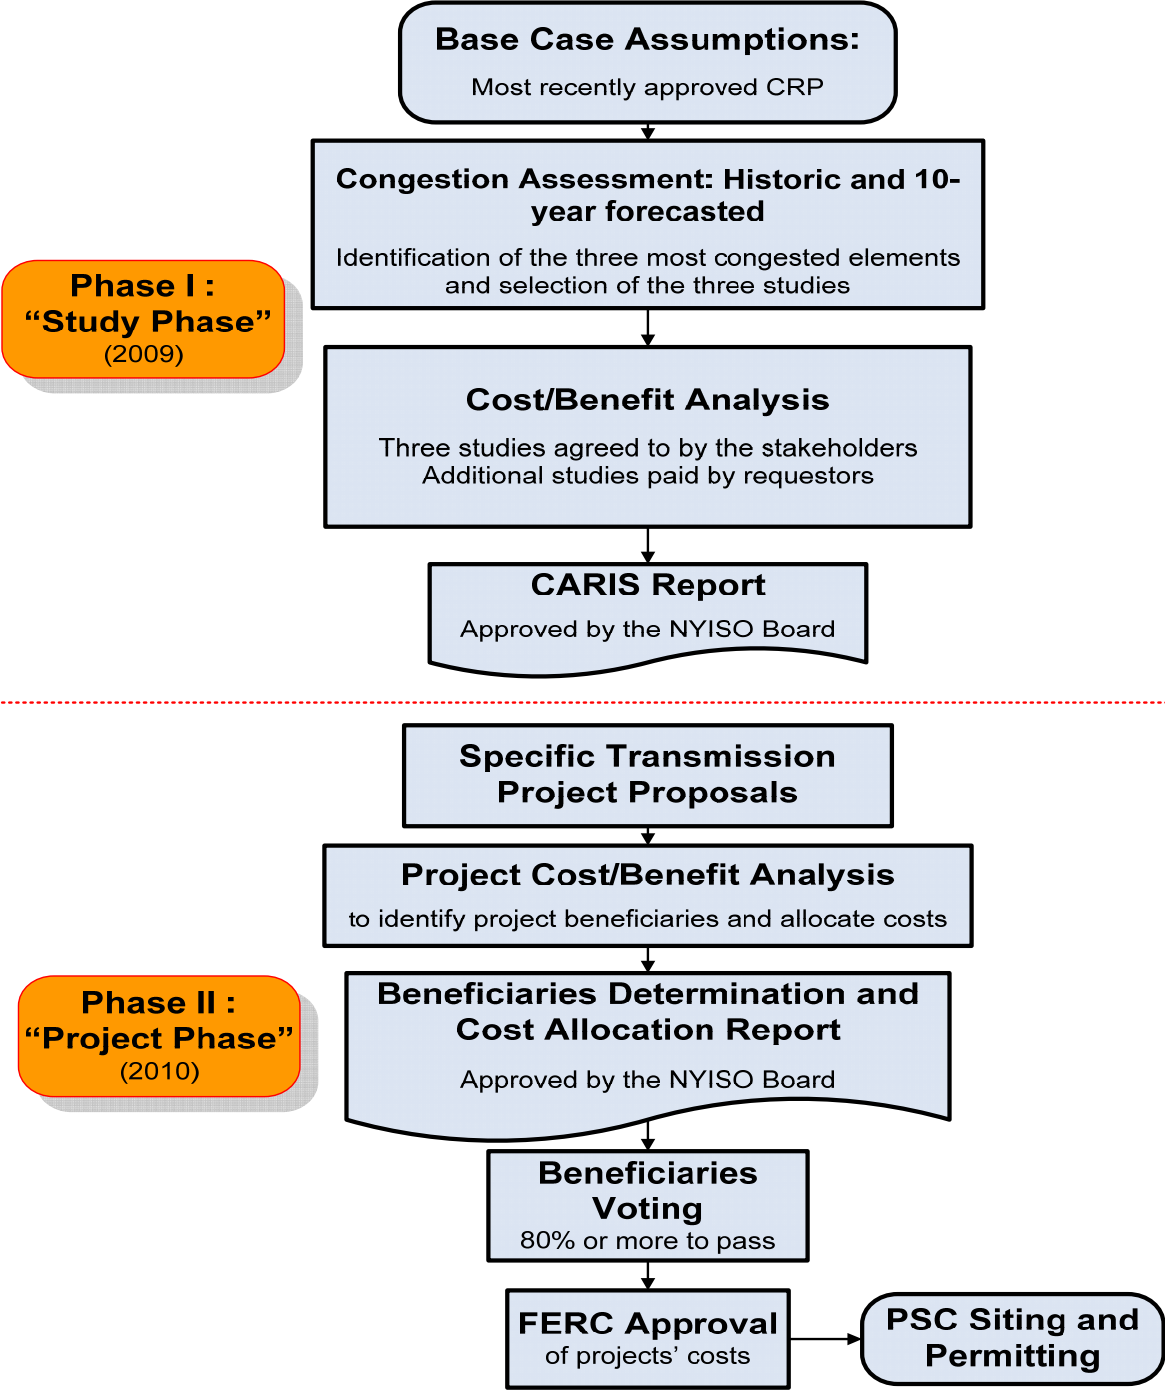 Base Case Assumptions:
Most recently approved CRP
Congestion Assessment: Historic and 10-
year forecasted
Identification of the three most congested elements
and selection of the three studies
Phase I :
“Study Phase”
(2009)
Cost/Benefit Analysis
Three studies agreed to by the stakeholders
Additional studies paid by requestors
CARIS Report
Approved by the NYISO Board
Specific Transmission
Project Proposals
Project Cost/Benefit Analysis
to identify project beneficiaries and allocate costs
Phase II :
“Project Phase”
(2010)
Beneficiaries Determination and
Cost Allocation Report
Approved by the NYISO Board
Beneficiaries
Voting
80% or more to pass
FERC Approval
of projects’ costs
PSC Siting and
Permitting